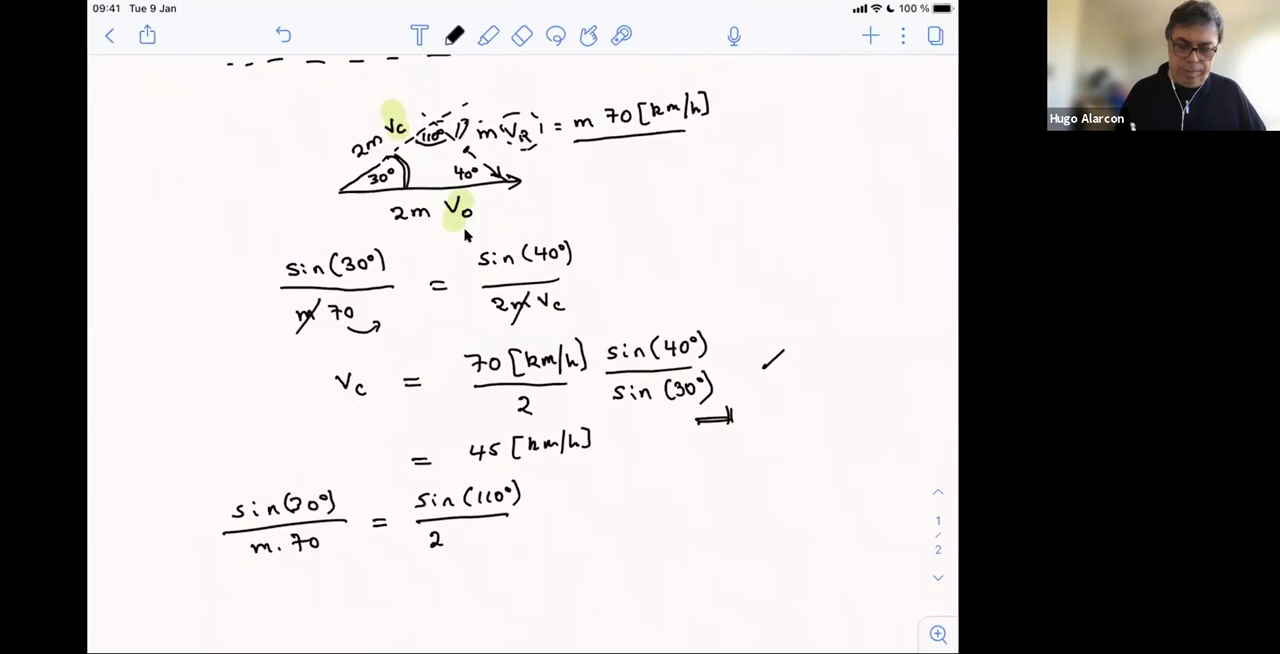 09:41 Tue 9 Jan 100 %
2m Vc 110° m VR = m 70 [km/h]
30° 40°
2m Vo
sin(30°) = sin(40°)
m 70 2m Vc
Vc = 70 [km/h] sin(40°)
2 sin(30°)
= 45 [km/h]
sin(30°) = sin(110°)
m. 70 2
1
/
2
Hugo Alarcon